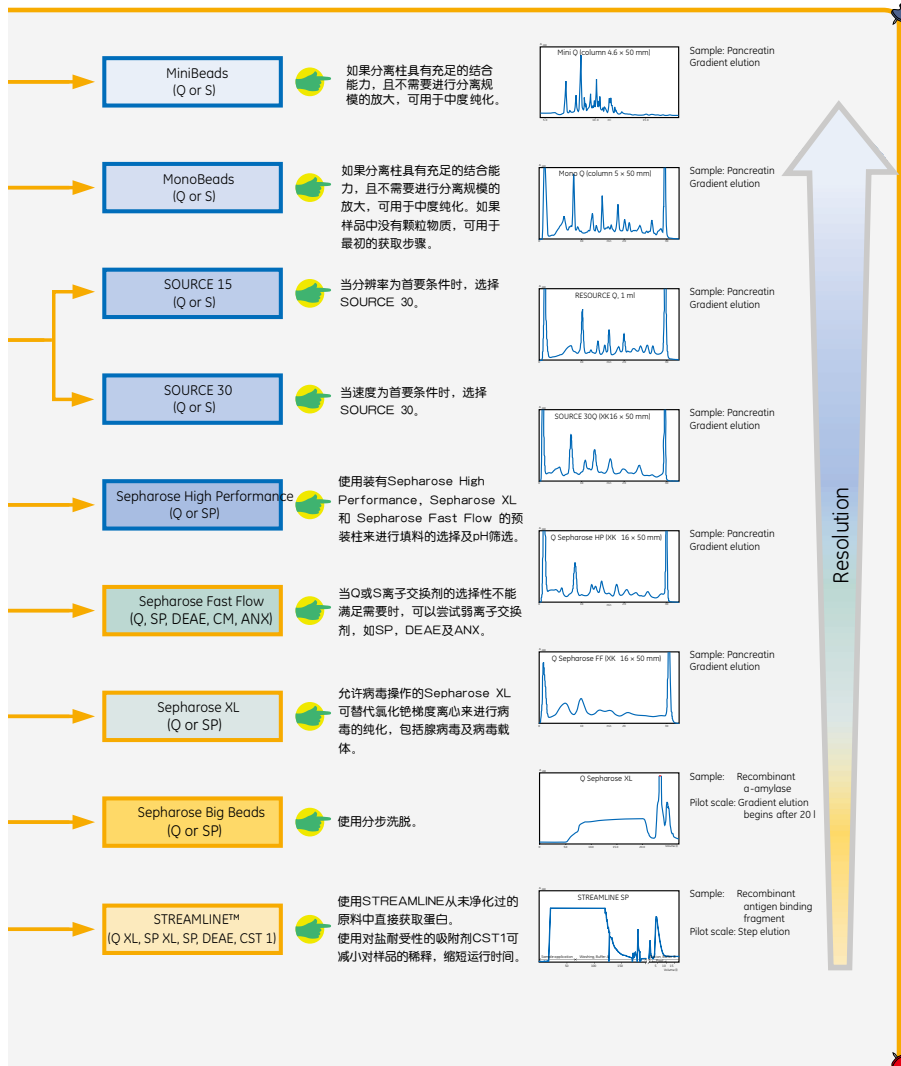 MiniBeads
(Q or S)
如果分离柱具有充足的结合
能力，且不需要进行分离规
模的放大，可用于中度纯化。
Mini Q (column 4.6 × 50 mm)
Sample: Pancreatin
Gradient elution
MonoBeads
(Q or S)
如果分离柱具有充足的结合能
力，且不需要进行分离规模的
放大，可用于中度纯化。如果
样品中没有颗粒物质，可用于
最初的获取步骤。
Mono Q (column 5 × 50 mm)
Sample: Pancreatin
Gradient elution
SOURCE 15
(Q or S)
当分辨率为首要条件时，选择
SOURCE 30。
RESOURCE Q, 1 ml
Sample: Pancreatin
Gradient elution
SOURCE 30
(Q or S)
当速度为首要条件时，选择
SOURCE 30。
SOURCE 30Q (XK16 × 50 mm)
Sample: Pancreatin
Gradient elution
Sepharose High Performance
(Q or SP)
使用装有Sepharose High
Performance，Sepharose XL
和 Sepharose Fast Flow 的预
装柱来进行填料的选择及pH筛选。
Q Sepharose HP (XK 16 × 50 mm)
Sample: Pancreatin
Gradient elution
Sepharose Fast Flow
(Q, SP, DEAE, CM, ANX)
当Q或S离子交换剂的选择性不能
满足需要时，可以尝试弱离子交换
剂，如SP，DEAE及ANX。
Q Sepharose FF (XK 16 × 50 mm)
Sample: Pancreatin
Gradient elution
Sepharose XL
(Q or SP)
允许病毒操作的Sepharose XL
可替代氯化铯梯度离心来进行病
毒的纯化，包括腺病毒及病毒载
体。
Q Sepharose XL
Sample: Recombinant
α-amylase
Pilot scale: Gradient elution
begins after 20 l
Sepharose Big Beads
(Q or SP)
使用分步洗脱。
STREAMLINE™
(Q XL, SP XL, SP, DEAE, CST 1)
使用STREAMLINE从未净化过的
原料中直接获取蛋白。
使用对盐耐受性的吸附剂CST1可
减小对样品的稀释，缩短运行时间。
STREAMLINE SP
Sample: Recombinant
antigen binding
fragment
Pilot scale: Step elution
Resolution